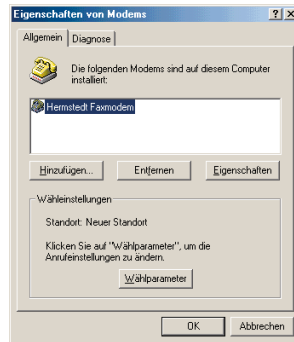 Eigenschaften von Modems
Allgemein
Diagnose
Die folgenden Modems sind auf diesem Computer
installiert:
Hermstedt Faxmodem
Hinzufügen...
Entfernen
Eigenschaften
Wähleinstellungen
Standort: Neuer Standort
Klicken Sie auf "Wählparameter", um die
Anrufeinstellungen zu ändern.
Wählparameter
OK
Abbrechen